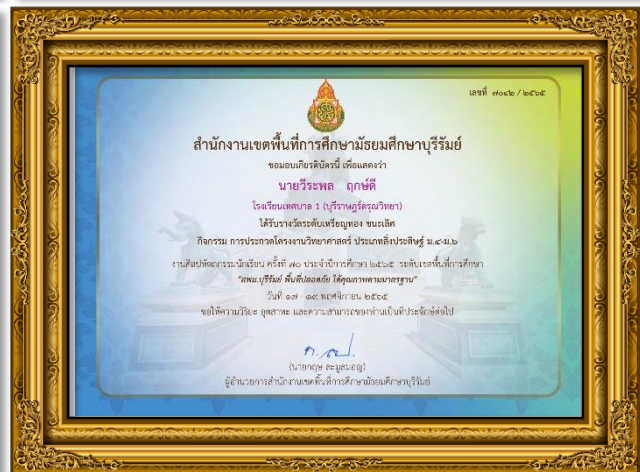 เลขที่ ๗๐๔๒ / ๒๕๖๕
สำนักงานเขตพื้นที่การศึกษามัธยมศึกษาบุรีรัมย์
ขอมอบเกียรติบัตรนี้ เพื่อแสดงว่า
นายวีระพล ฤกษ์ดี
โรงเรียนเทศบาล 1 (บุรีราษฎร์ดรุณวิทยา)
ได้รับรางวัลระดับเหรียญทอง ชนะเลิศ
กิจกรรม การประกวดโครงงานวิทยาศาสตร์ ประเภทสิ่งประดิษฐ์ ม.๔-ม.๖
งานศิลปหัตถกรรมนักเรียน ครั้งที่ ๗๐ ประจำปีการศึกษา ๒๕๖๕ ระดับเขตพื้นที่การศึกษา
"สพม.บุรีรัมย์ พื้นที่ปลอดภัย ได้คุณภาพตามมาตรฐาน"
วันที่ ๑๗ - ๑๙ พฤศจิกายน ๒๕๖๕
ขอให้ความวิริยะ อุตสาหะ และความสามารถของท่านเป็นที่ประจักษ์ต่อไป
(นายกฤษ ละมูลมอญ)
ผู้อำนวยการสำนักงานเขตพื้นที่การศึกษามัธยมศึกษาบุรีรัมย์